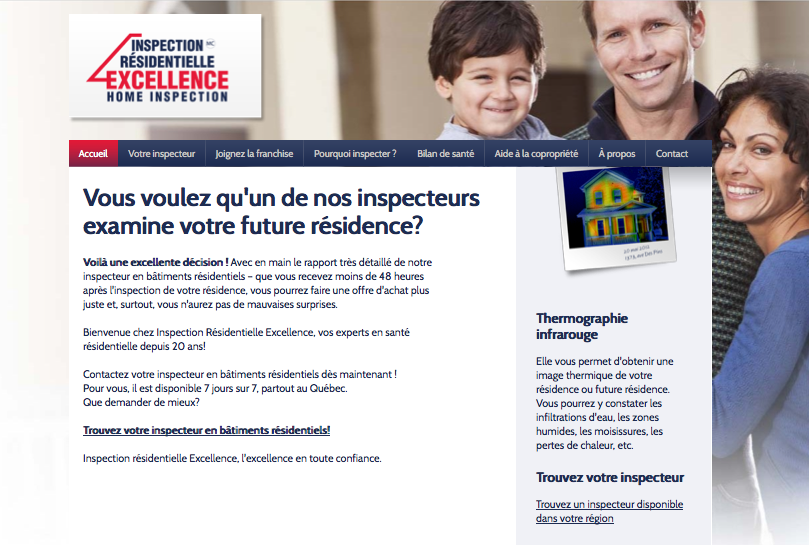 INSPECTION MC
RÉSIDENTIELLE
EXCELLENCE
HOME INSPECTION
Accueil
Votre inspecteur
Joignez la franchise
Pourquoi inspecter ?
Bilan de santé
Aide à la copropriété
À propos
Contact
Vous voulez qu'un de nos inspecteurs
examine votre future résidence?
Voilà une excellente décision ! Avec en main le rapport très détaillé de notre
inspecteur en bâtiments résidentiels – que vous recevez moins de 48 heures
après l'inspection de votre résidence, vous pourrez faire une offre d'achat plus
juste et, surtout, vous n'aurez pas de mauvaises surprises.
Bienvenue chez Inspection Résidentielle Excellence, vos experts en santé
résidentielle depuis 20 ans!
Contactez votre inspecteur en bâtiments résidentiels dès maintenant !
Pour vous, il est disponible 7 jours sur 7, partout au Québec.
Que demander de mieux?
Trouvez votre inspecteur en bâtiments résidentiels!
Inspection résidentielle Excellence, l'excellence en toute confiance.
Thermographie
infrarouge
Elle vous permet d'obtenir une
image thermique de votre
résidence ou future résidence.
Vous pourrez y constater les
infiltrations d'eau, les zones
humides, les moisissures, les
pertes de chaleur, etc.
Trouvez votre inspecteur
Trouvez un inspecteur disponible
dans votre région